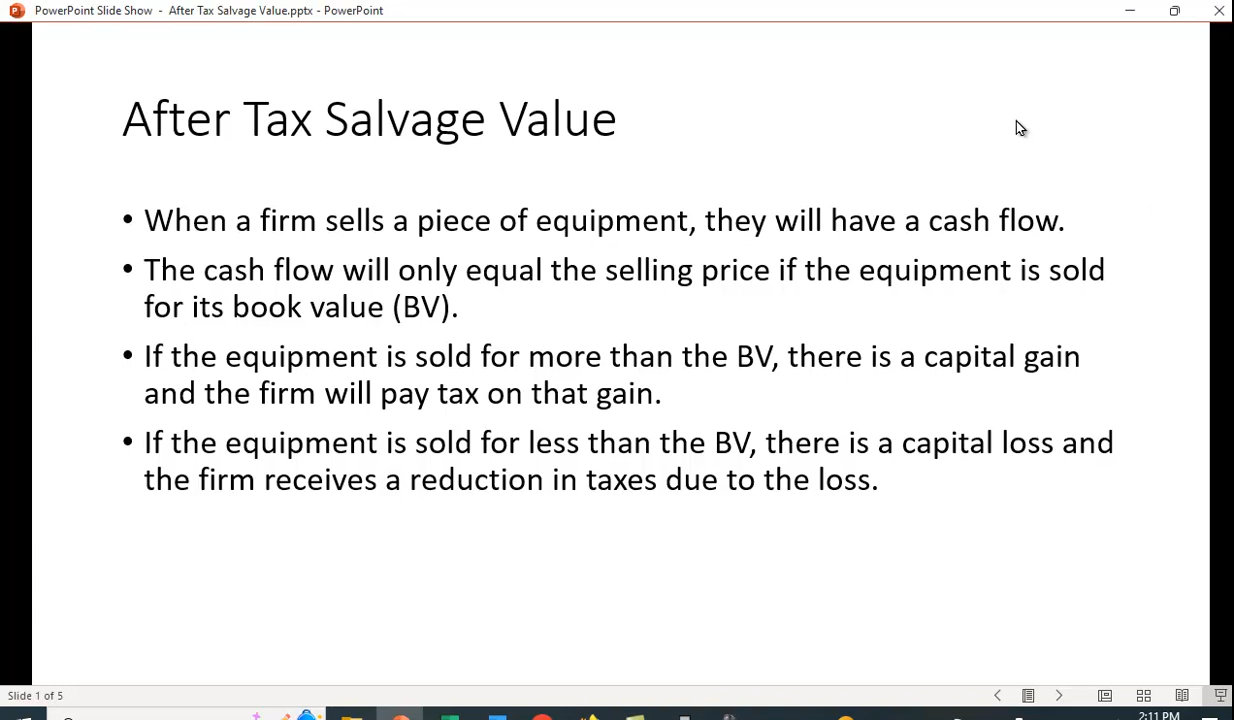 PowerPoint Slide Show - After Tax Salvage Value.pptx - PowerPoint
After Tax Salvage Value
• When a firm sells a piece of equipment, they will have a cash flow.
• The cash flow will only equal the selling price if the equipment is sold
for its book value (BV).
• If the equipment is sold for more than the BV, there is a capital gain
and the firm will pay tax on that gain.
• If the equipment is sold for less than the BV, there is a capital loss and
the firm receives a reduction in taxes due to the loss.
Slide 1 of 5
2:11 PM